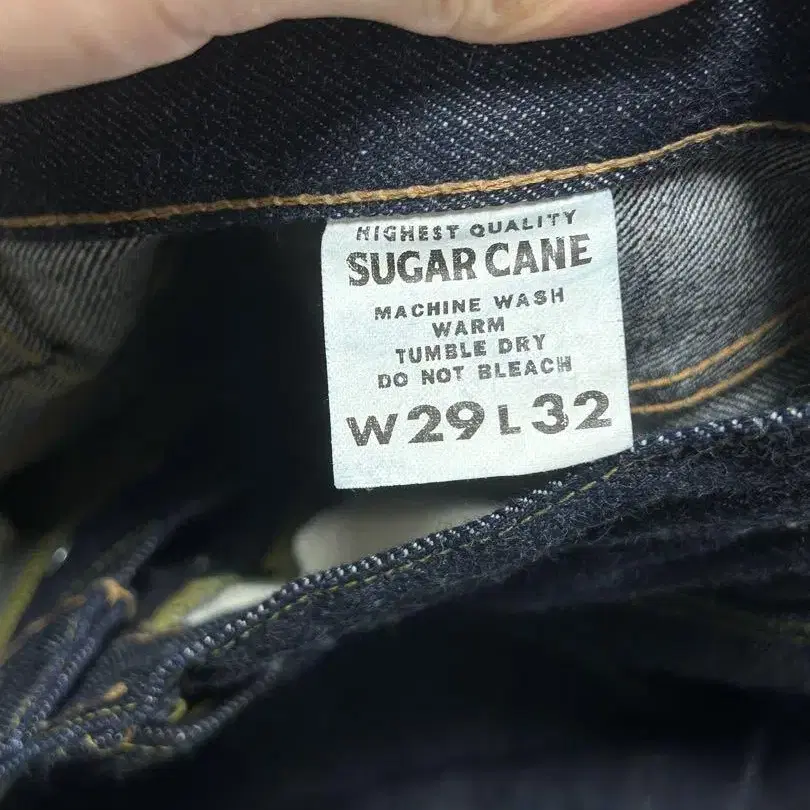 HIGHEST QUALITY
SUGAR CANE
MACHINE WASH
WARM
TUMBLE DRY
DO NOT BLEACH
W29 L32